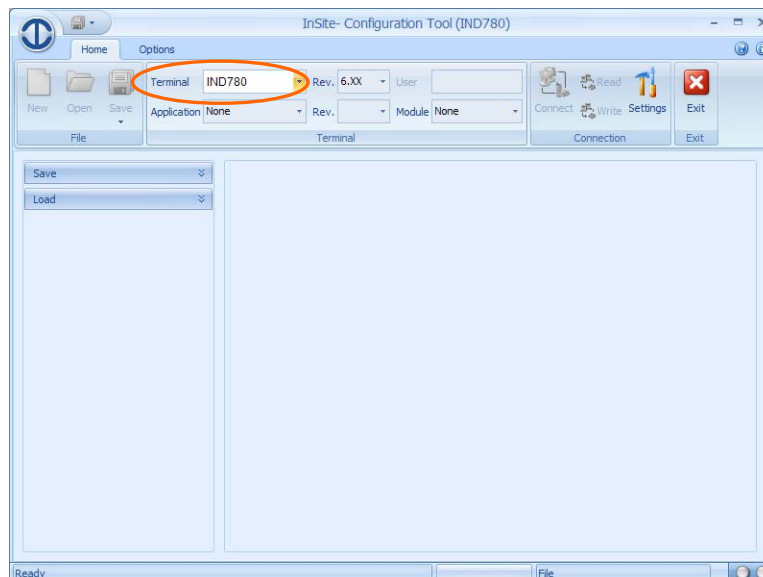 InSite- Configuration Tool (IND780)
Home Options
Terminal IND780 Rev. 6.XX User
Application None Rev. Module None
New Open Save
Connect Read Write Settings
Exit
File Terminal Connection Exit
Save
Load
Ready File